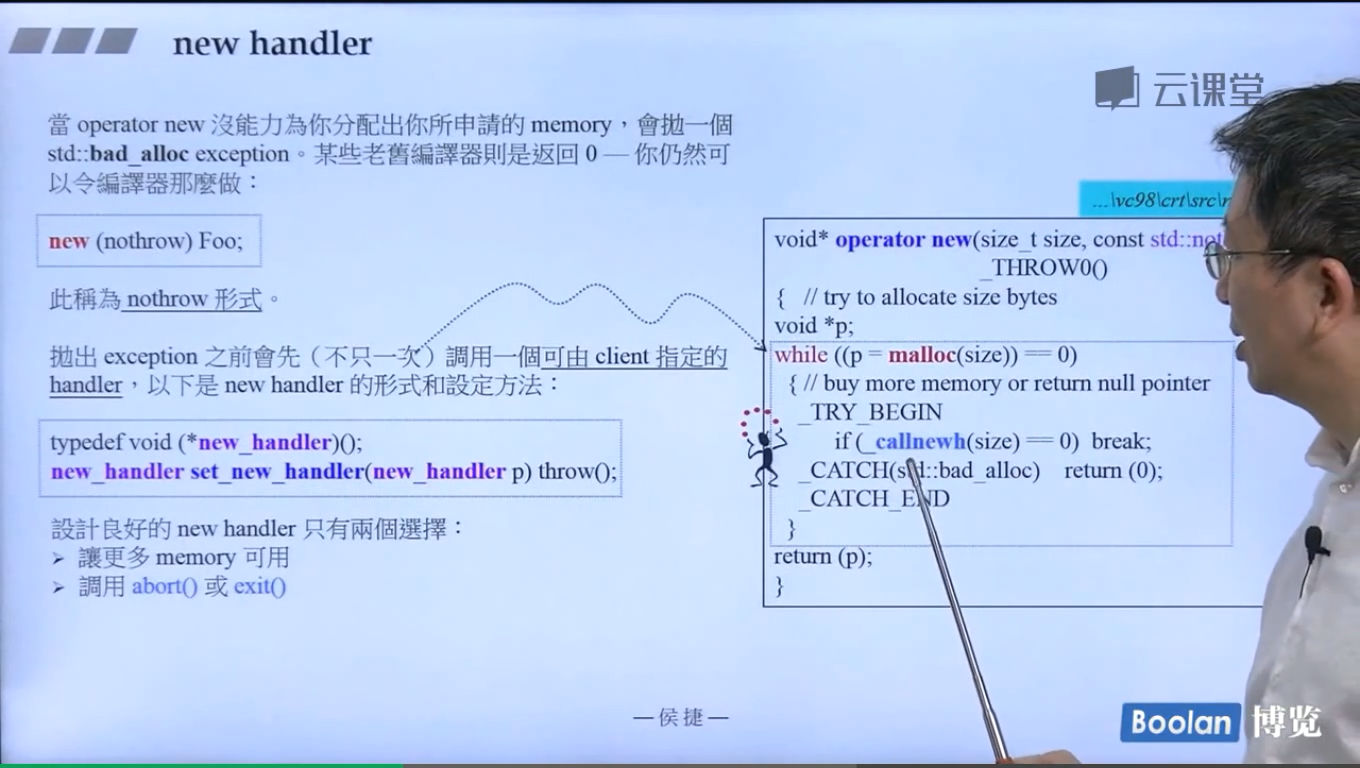 new handler
云课堂
當 operator new 沒能力為你分配出你所申請的 memory，會拋一個
std::bad_alloc exception。某些老舊編譯器則是返回 0 — 你仍然可
以令編譯器那麼做：
new (nothrow) Foo;
此稱為 nothrow 形式。
拋出 exception 之前會先（不只一次）調用一個可由 client 指定的
handler，以下是 new handler 的形式和設定方法：
typedef void (*new_handler)();
new_handler set_new_handler(new_handler p) throw();
設計良好的 new handler 只有兩個選擇：
➢ 讓更多 memory 可用
➢ 調用 abort() 或 exit()
...\vc98\crt\src\
void* operator new(size_t size, const
_THROW0()
{ // try to allocate size bytes
void *p;
while ((p = malloc(size)) == 0)
{ // buy more memory or return null pointer
_TRY_BEGIN
if (_callnewh(size) == 0) break;
_CATCH(std::bad_alloc) return (0);
_CATCH_END
}
return (p);
}
— 侯捷 —
Boolan 博览